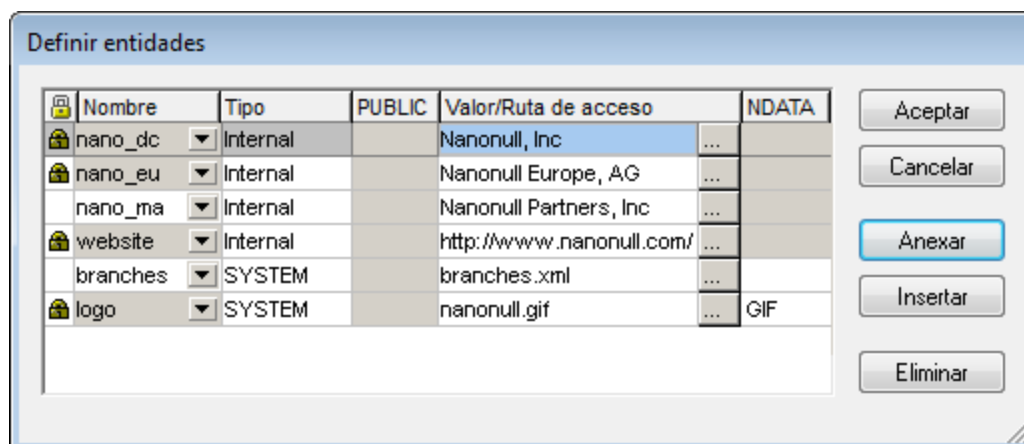 Definir entidades
Nombre Tipo PUBLIC Valor/Ruta de acceso NDATA
nano_dc Internal Nanonull, Inc ...
nano_eu Internal Nanonull Europe, AG ...
nano_ma Internal Nanonull Partners, Inc ...
website Internal http://www.nanonull.com/ ...
branches SYSTEM branches.xml ...
logo SYSTEM nanonull.gif ... GIF
Aceptar
Cancelar
Anexar
Insertar
Eliminar